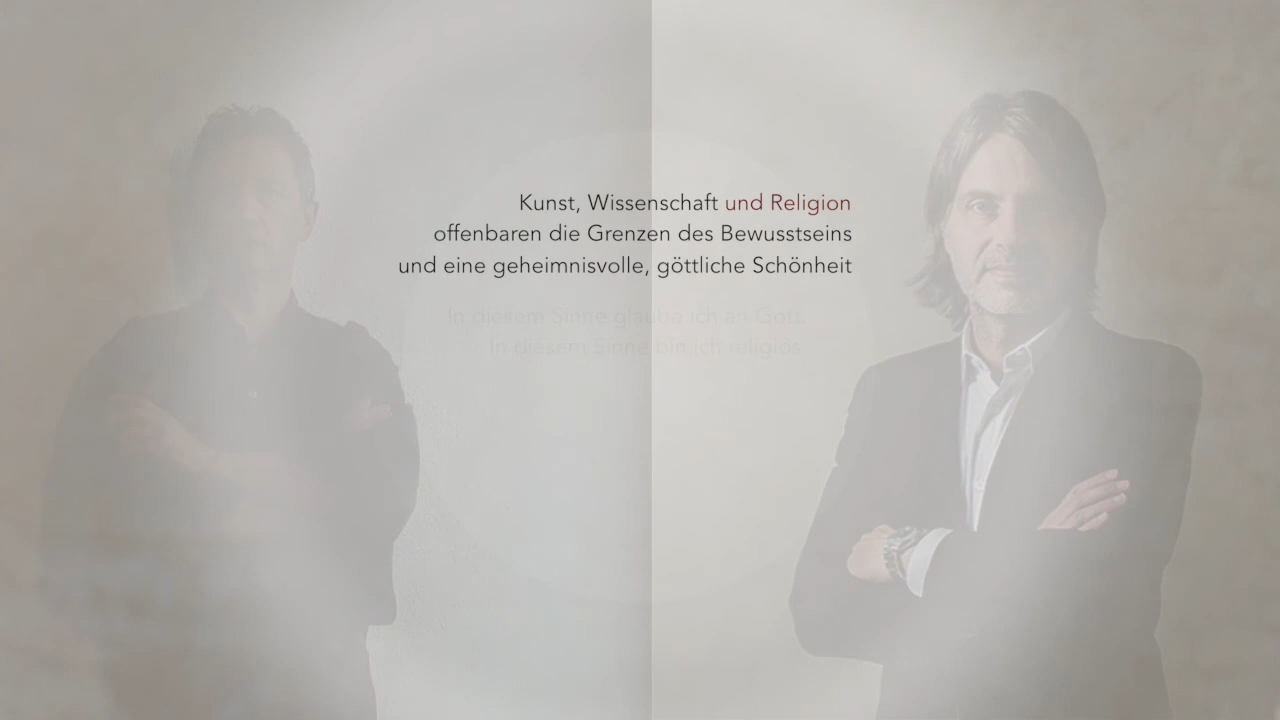 Kunst, Wissenschaft und Religion
offenbaren die Grenzen des Bewusstseins
und eine geheimnisvolle, göttliche Schönheit
In diesem Sinne glaube ich an Gott.
In diesem Sinne bin ich religiös